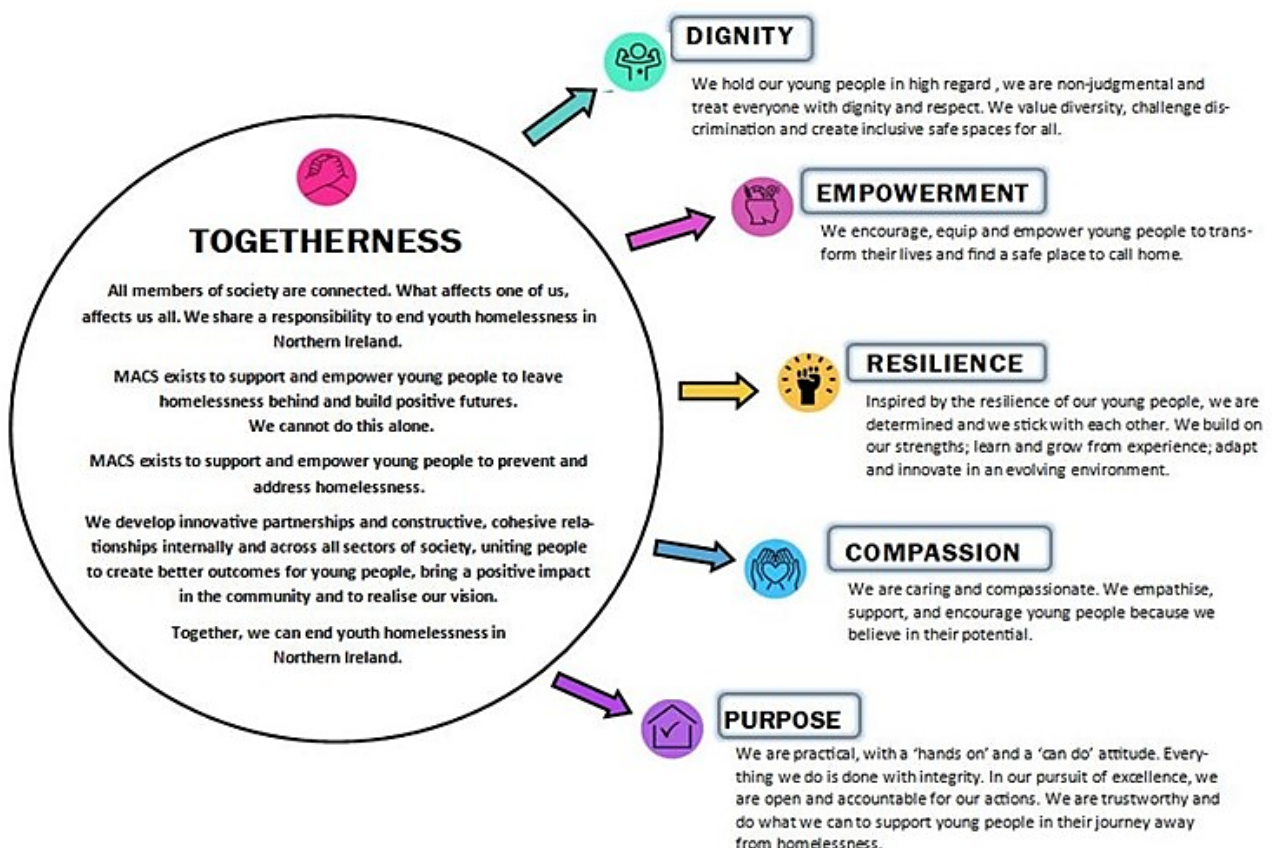 TOGETHERNESS
All members of society are connected. What affects one of us,
affects us all. We share a responsibility to end youth homelessness in
Northern Ireland.
MACS exists to support and empower young people to leave
homelessness behind and build positive futures.
We cannot do this alone.
MACS exists to support and empower young people to prevent and
address homelessness.
We develop innovative partnerships and constructive, cohesive rela-
tionships internally and across all sectors of society, uniting people
to create better outcomes for young people, bring a positive impact
in the community and to realise our vision.
Together, we can end youth homelessness in
Northern Ireland.
DIGNITY
We hold our young people in high regard , we are non-judgmental and
treat everyone with dignity and respect. We value diversity, challenge dis-
crimination and create inclusive safe spaces for all.
EMPOWERMENT
We encourage, equip and empower young people to trans-
form their lives and find a safe place to call home.
RESILIENCE
Inspired by the resilience of our young people, we are
determined and we stick with each other. We build on
our strengths; learn and grow from experience; adapt
and innovate in an evolving environment.
COMPASSION
We are caring and compassionate. We empathise,
support, and encourage young people because we
believe in their potential.
PURPOSE
We are practical, with a ‘hands on’ and a ‘can do’ attitude. Every-
thing we do is done with integrity. In our pursuit of excellence, we
are open and accountable for our actions. We are trustworthy and
do what we can to support young people in their journey away
from homelessness.